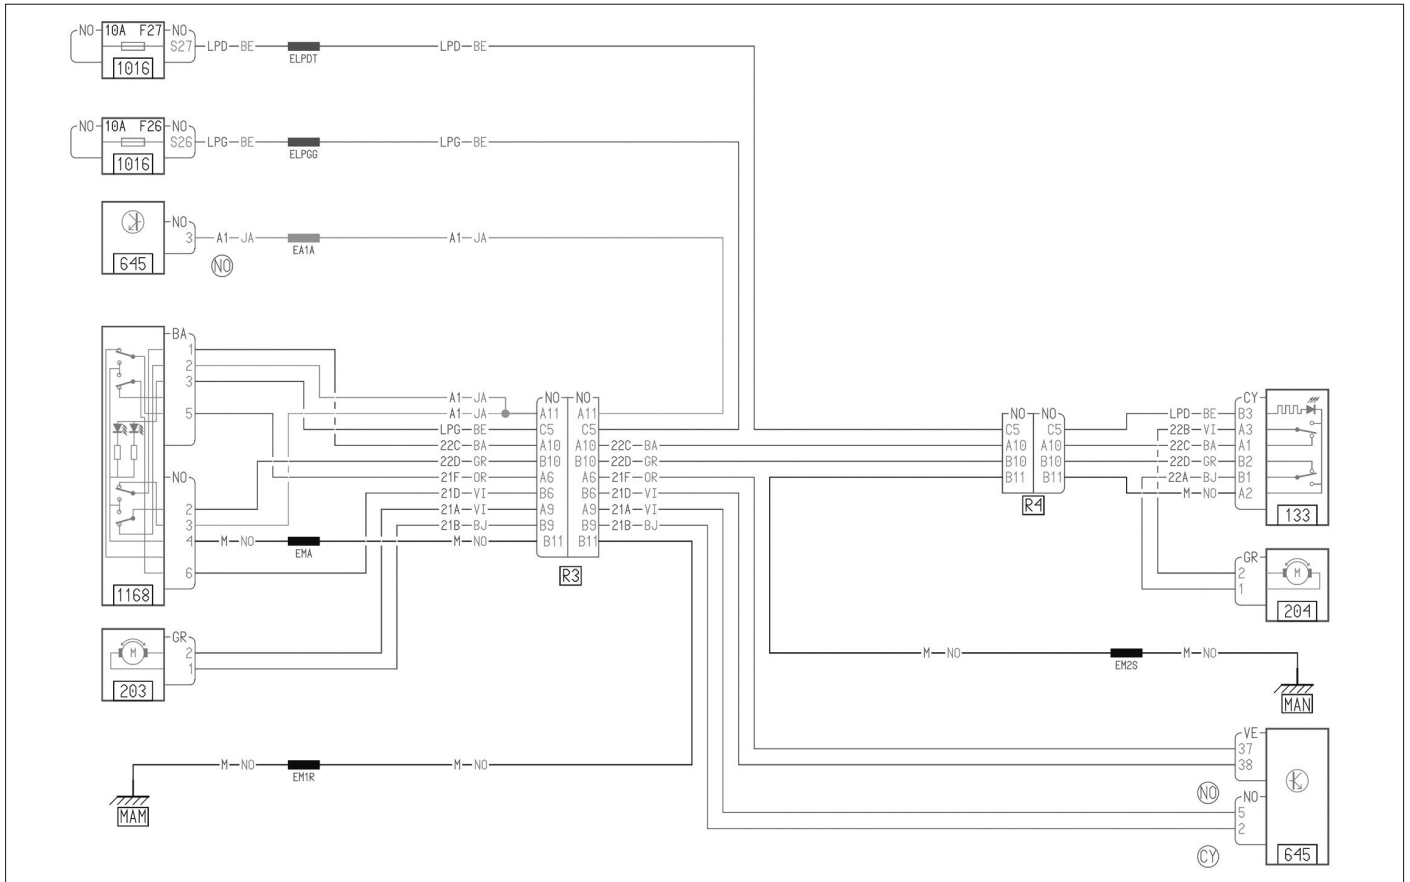 NO 10A F27 NO
S27 LPD BE LPD BE
ELPDT
1016
NO 10A F26 NO
S26 LPG BE LPG BE
ELPGG
1016
NO
3 A1 JA A1 JA
EA1A
645 NO
BA
1
2
3
5
NO
2
3
4 M NO M NO
EMA
6
1168
A1 JA NO NO
A1 JA A11 A11
LPG BE C5 C5
22C BA A10 A10 22C BA
22D GR B10 B10 22D GR
21F OR A6 A6 21F OR
21D VI B6 B6 21D VI
21A VI A9 A9 21A VI
21B BJ B9 B9 21B BJ
B11 B11
R3
NO NO
C5 C5
A10 A10
B10 B10
B11 B11
R4
CY
LPD BE B3
22B VI A3
22C BA A1
22D GR B2
22A BJ B1
M NO A2
133
GR
2
M
1
204
GR
2
M
1
203
M NO M NO
EM2S
MAN
M NO M NO
EM1R
MAM
VE
37
38
NO
NO
5
2
CY
645